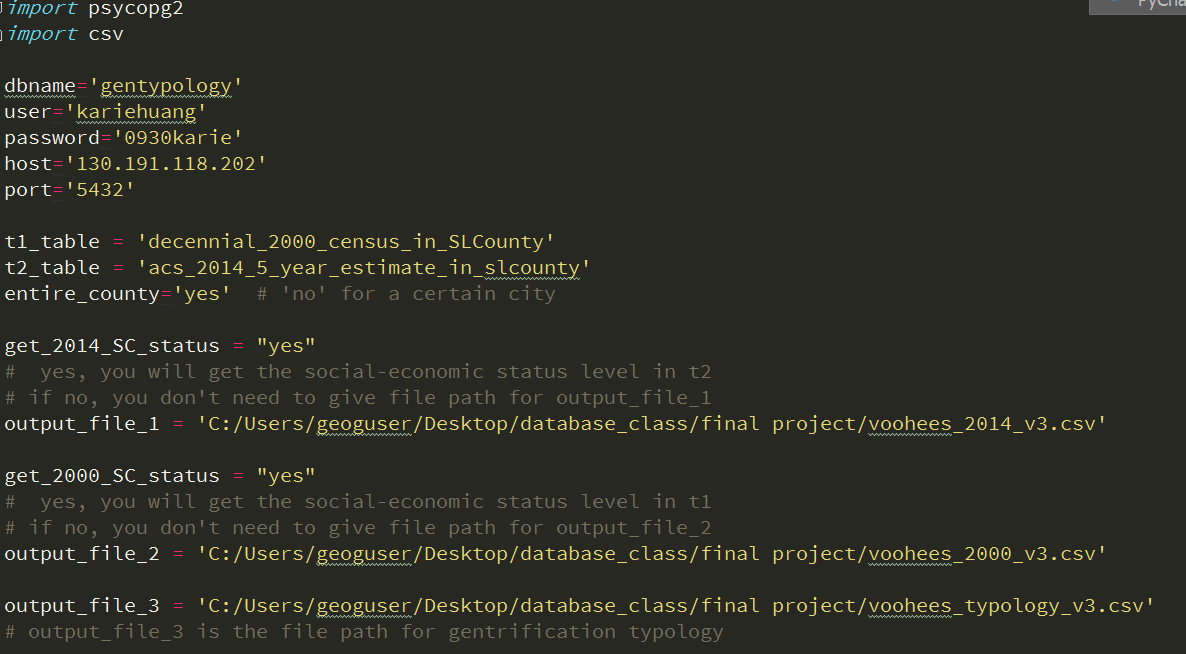 import psycopg2
import csv
dbname='gentypology'
user='kariehuang'
password='0930karie'
host='130.191.118.202'
port='5432'
t1_table = 'decennial_2000_census_in_SLCounty'
t2_table = 'acs_2014_5_year_estimate_in_slcounty'
entire_county='yes'  # 'no' for a certain city
get_2014_SC_status = "yes"
#  yes, you will get the social-economic status level in t2
# if no, you don't need to give file path for output_file_1
output_file_1 = 'C:/Users/geoguser/Desktop/database_class/final project/voohees_2014_v3.csv'
get_2000_SC_status = "yes"
#  yes, you will get the social-economic status level in t1
# if no, you don't need to give file path for output_file_2
output_file_2 = 'C:/Users/geoguser/Desktop/database_class/final project/voohees_2000_v3.csv'
output_file_3 = 'C:/Users/geoguser/Desktop/database_class/final project/voohees_typology_v3.csv'
# output_file_3 is the file path for gentrification typology